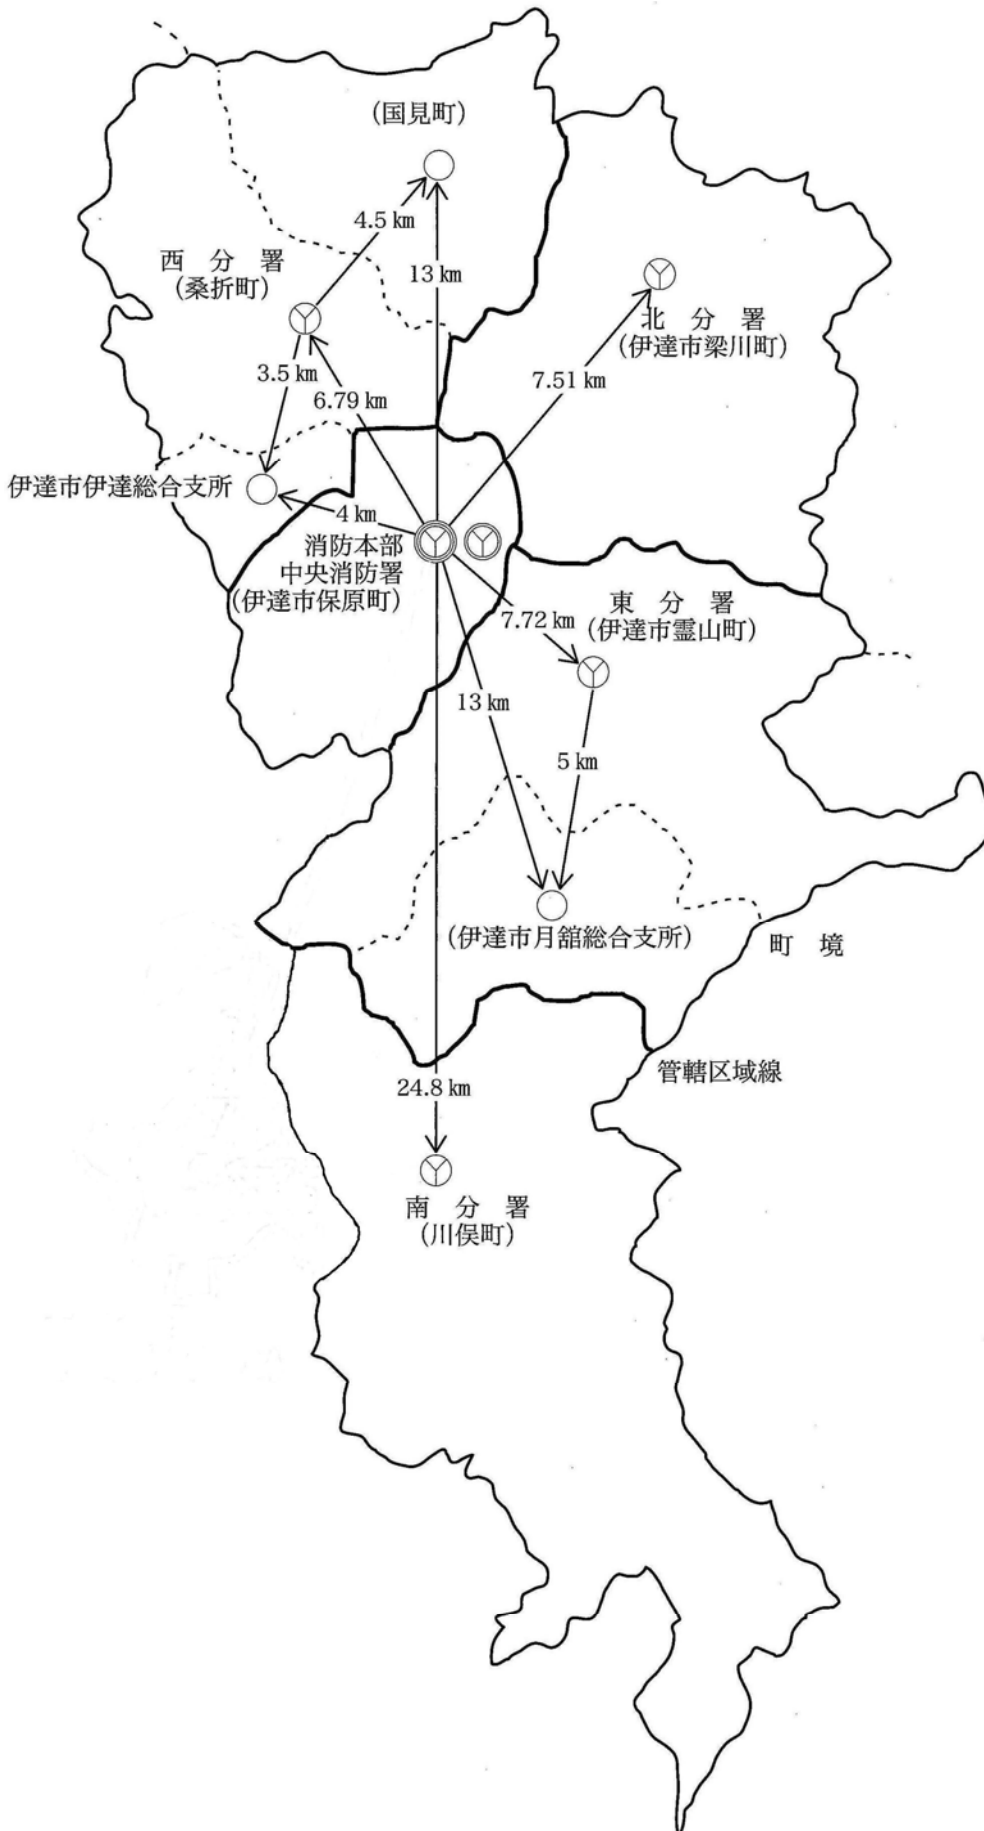 (国見町)
4.5 km
西 分 署
(桑折町)
13 km
北 分 署
(伊達市梁川町)
3.5 km
6.79 km
7.51 km
伊達市伊達総合支所
4 km
消防本部
中央消防署
(伊達市保原町)
東 分 署
(伊達市霊山町)
7.72 km
13 km
5 km
(伊達市月舘総合支所)
町 境
管轄区域線
24.8 km
南 分 署
(川俣町)